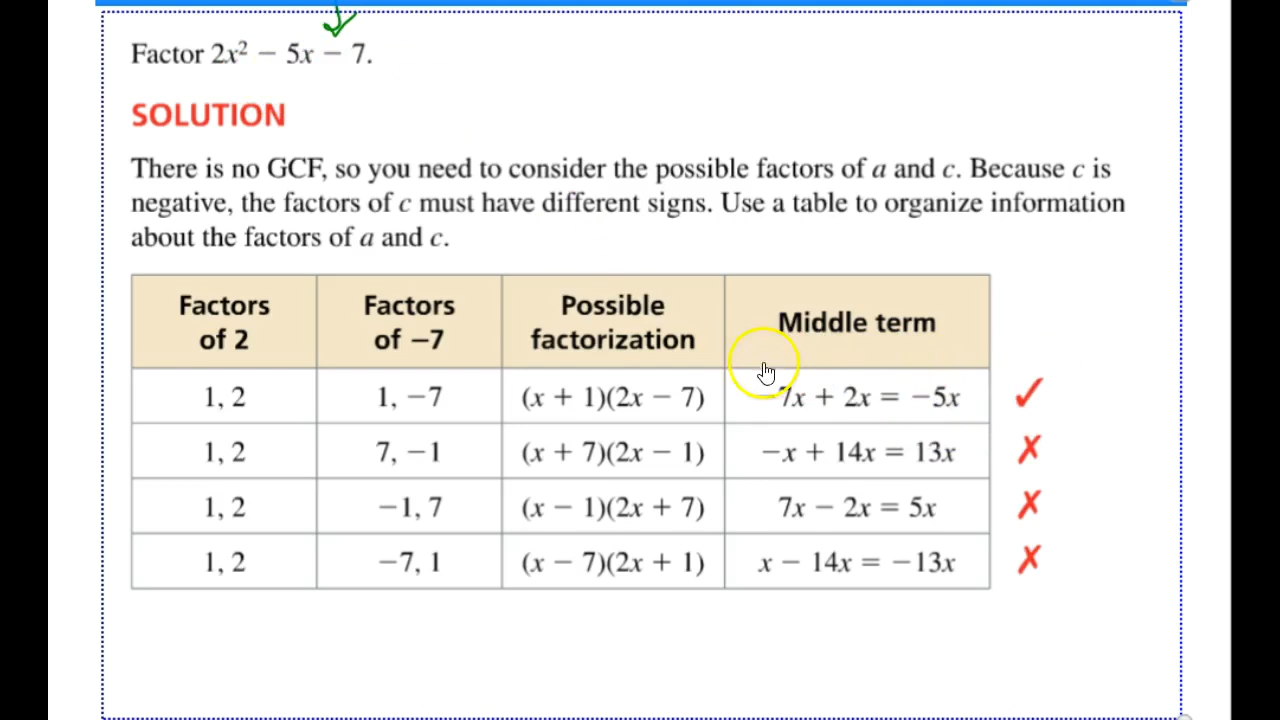 Factor 2x² − 5x − 7.
SOLUTION
There is no GCF, so you need to consider the possible factors of a and c. Because c is
negative, the factors of c must have different signs. Use a table to organize information
about the factors of a and c.
Factors of 2 Factors of −7 Possible factorization Middle term
1, 2 1, −7 (x + 1)(2x − 7) −7x + 2x = −5x ✓
1, 2 7, −1 (x + 7)(2x − 1) −x + 14x = 13x ✗
1, 2 −1, 7 (x − 1)(2x + 7) 7x − 2x = 5x ✗
1, 2 −7, 1 (x − 7)(2x + 1) x − 14x = −13x ✗